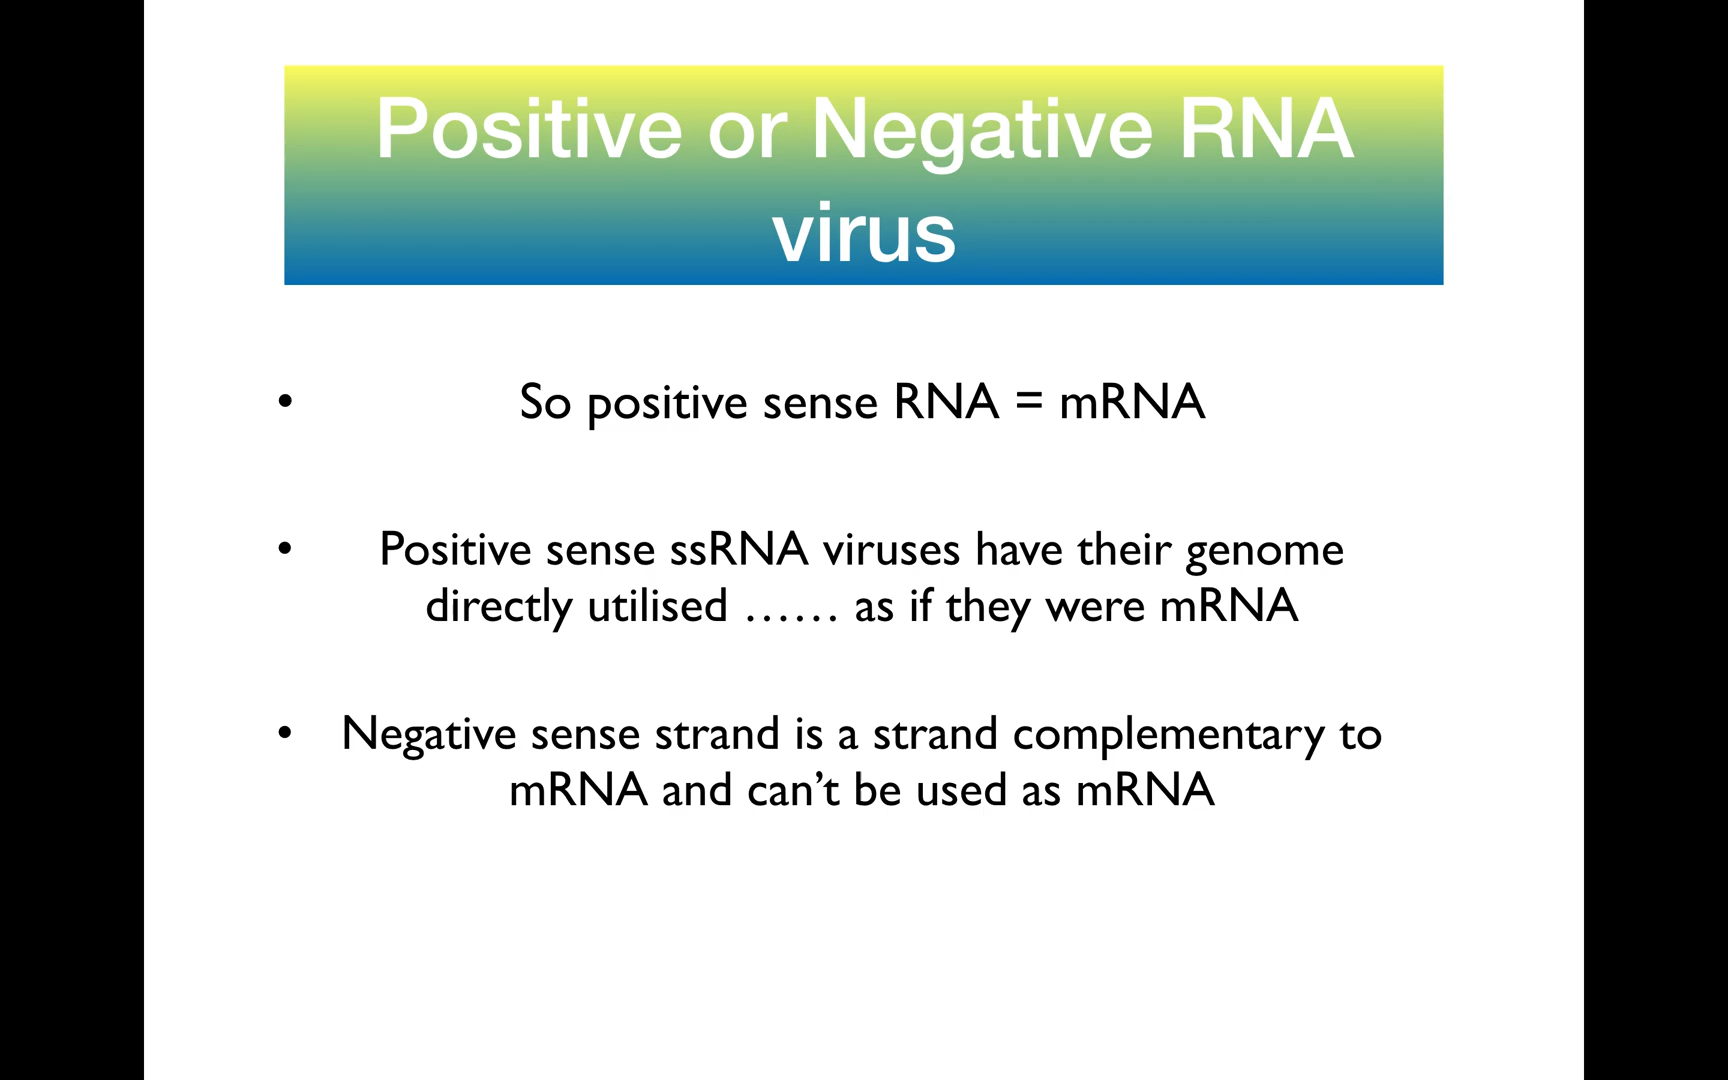 Positive or Negative RNA
virus
• So positive sense RNA = mRNA
• Positive sense ssRNA viruses have their genome
directly utilised …… as if they were mRNA
• Negative sense strand is a strand complementary to
mRNA and can’t be used as mRNA